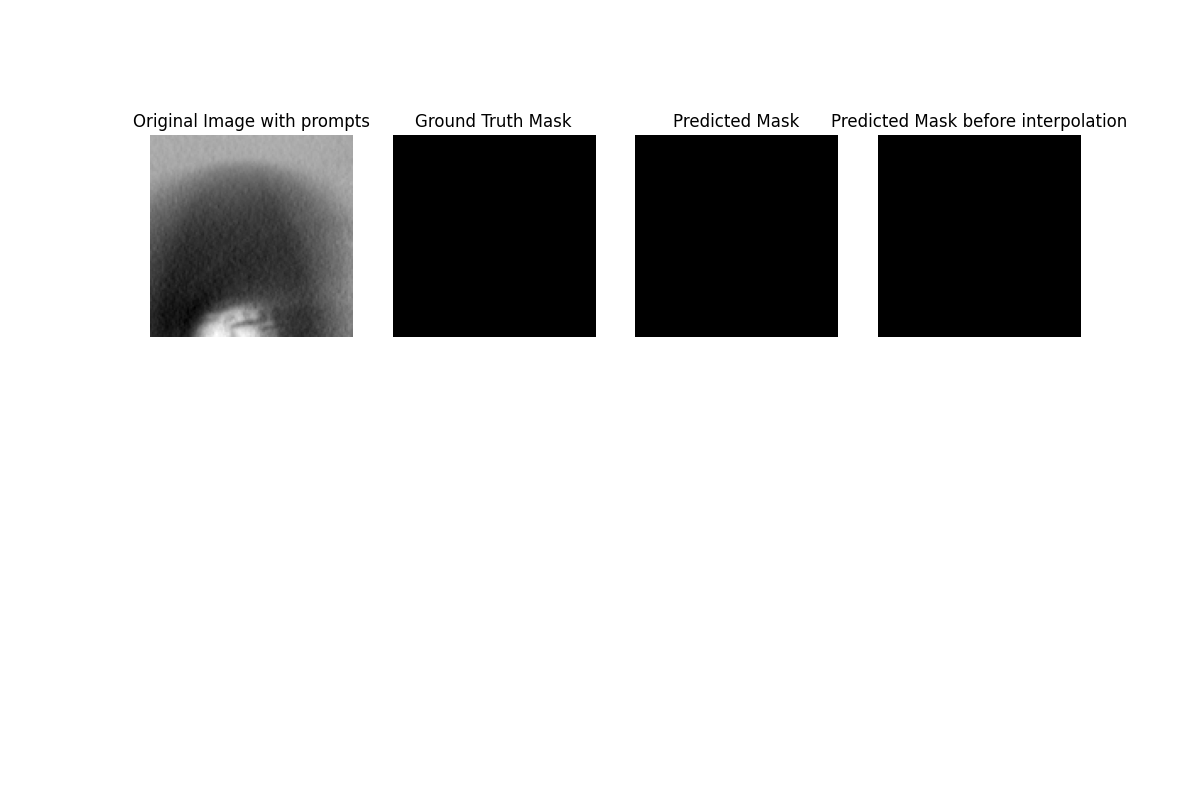 Original Image with prompts
Ground Truth Mask
Predicted Mask
Predicted Mask before interpolation